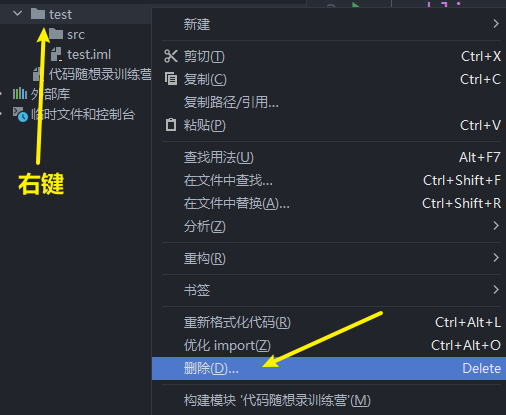 test
src
test.iml
代码随想录训练营
外部库
临时文件和控制台
右键
新建
剪切(T) Ctrl+X
复制(C) Ctrl+C
复制路径/引用...
粘贴(P) Ctrl+V
查找用法(U) Alt+F7
在文件中查找... Ctrl+Shift+F
在文件中替换(A)... Ctrl+Shift+R
分析(Z)
重构(R)
书签
重新格式化代码(R) Ctrl+Alt+L
优化 import(Z) Ctrl+Alt+O
删除(D)... Delete
构建模块 '代码随想录训练营'(M)